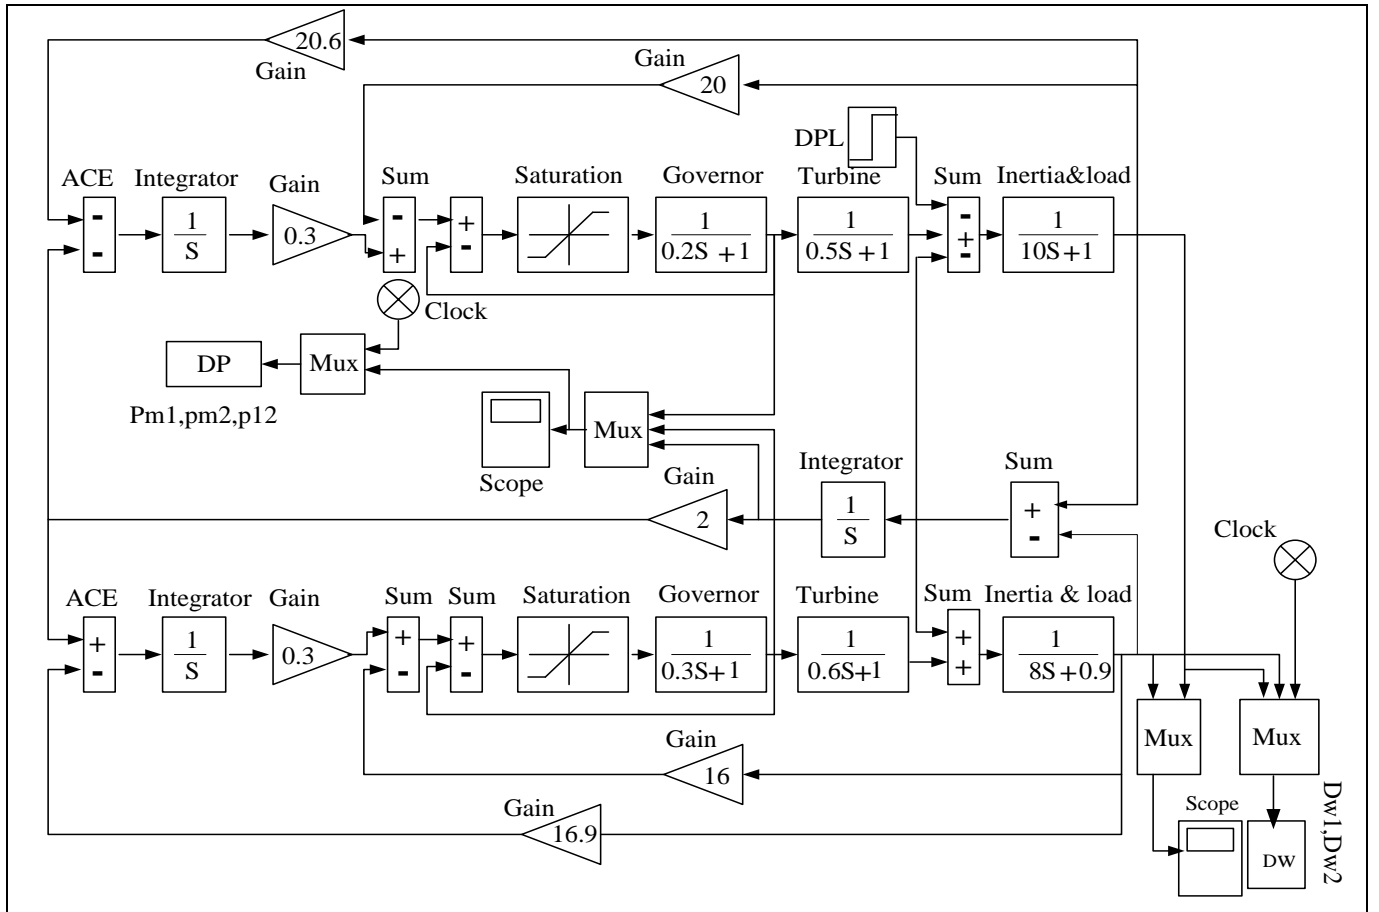 20.6
Gain
Gain
20
DPL
ACE
Integrator
Gain
Sum
Saturation
Governor
Turbine
Sum
Inertia&load
-
-
1
S
0.3
-
+
+
-
1
0.2S +1
1
0.5S +1
-
+
-
1
10S+1
Clock
DP
Mux
Pm1,pm2,p12
Scope
Mux
Gain
2
Integrator
1
S
Sum
+
-
Clock
ACE
Integrator
Gain
Sum
Sum
Saturation
Governor
Turbine
Sum
Inertia & load
+
-
1
S
0.3
+
-
+
-
1
0.3S+1
1
0.6S+1
+
+
1
8S+0.9
Mux
Mux
Gain
16
Gain
16.9
Scope
DW
Dw1,Dw2